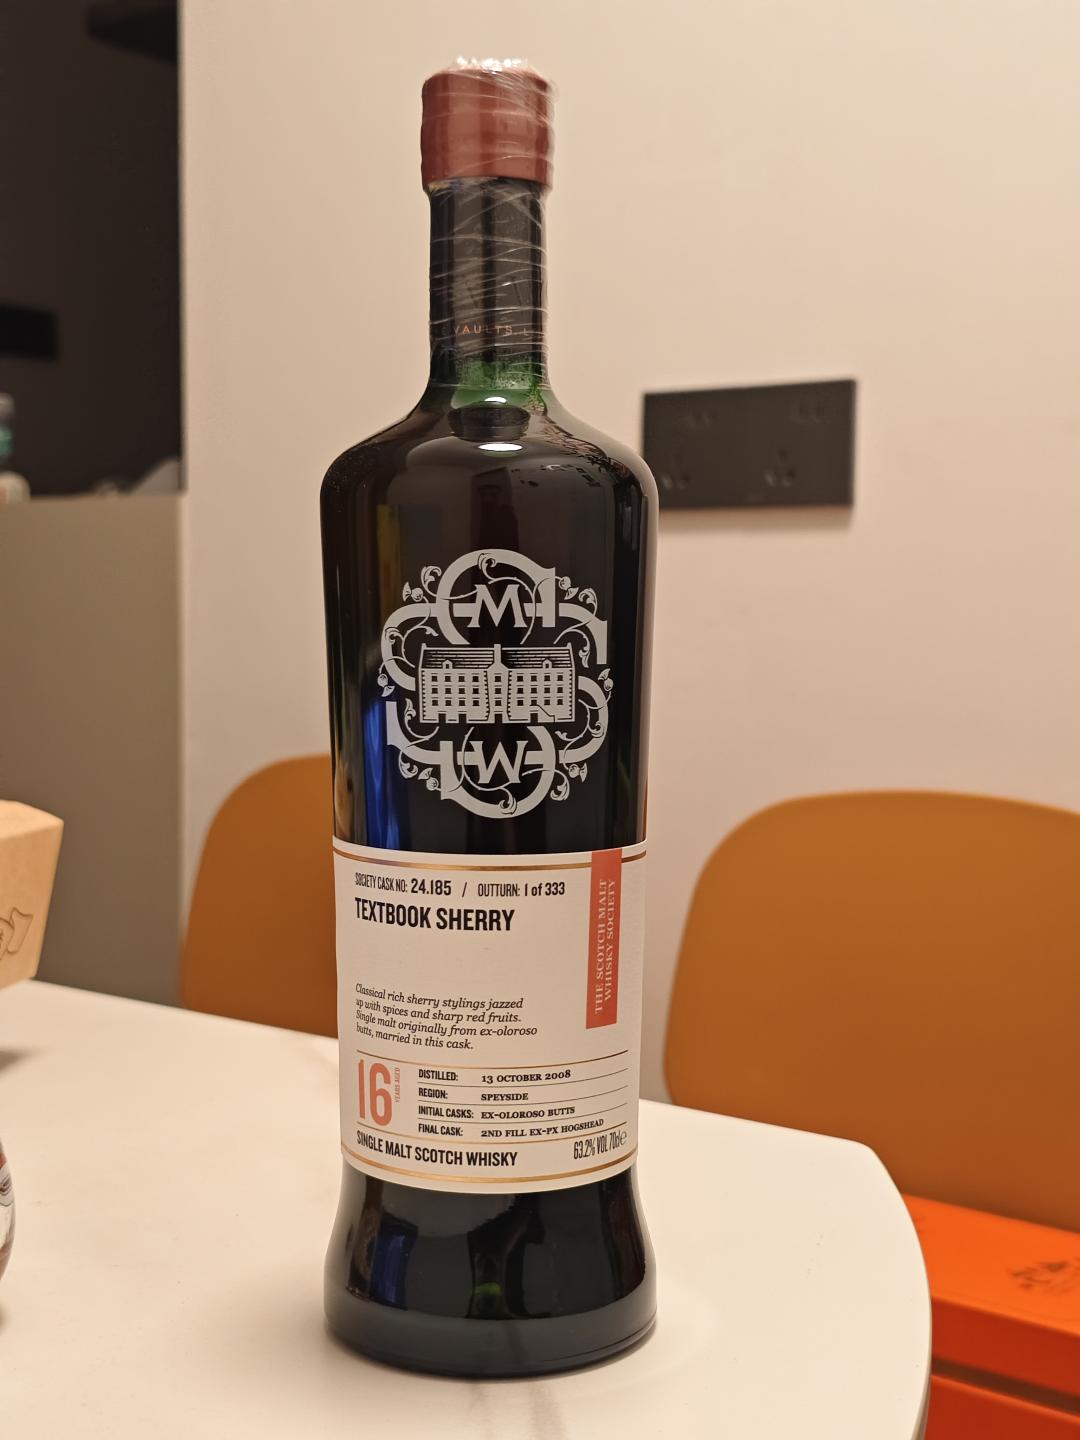 VAULTS.
M
W
SOCIETY CASK NO: 24.185 / OUTTURN: 1 of 333
TEXTBOOK SHERRY
THE SCOTCH MALT
WHISKY SOCIETY
Classical rich sherry stylings jazzed
up with spices and sharp red fruits.
Single malt originally from ex-oloroso
butts, married in this cask.
16 YEARS AGED
DISTILLED: 13 OCTOBER 2008
REGION: SPEYSIDE
INITIAL CASKS: EX-OLOROSO BUTTS
FINAL CASK: 2ND FILL EX-PX HOGSHEAD
SINGLE MALT SCOTCH WHISKY 63.2% VOL 70cl e